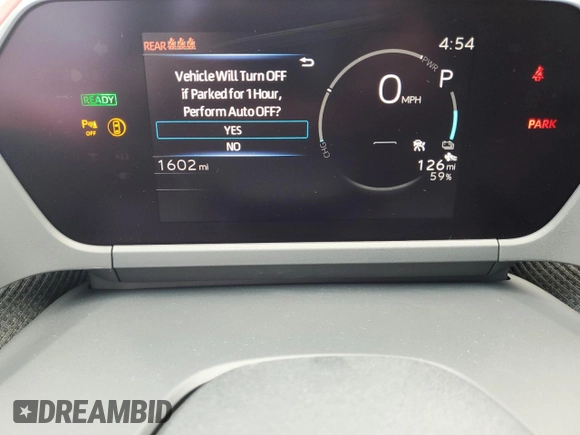 REAR
4:54
Vehicle Will Turn OFF
if Parked for 1 Hour,
Perform Auto OFF?
YES
NO
READY
OFF
PWR
P
0 MPH
CHG
PARK
1602 mi
126 mi
59%
DREAMBID